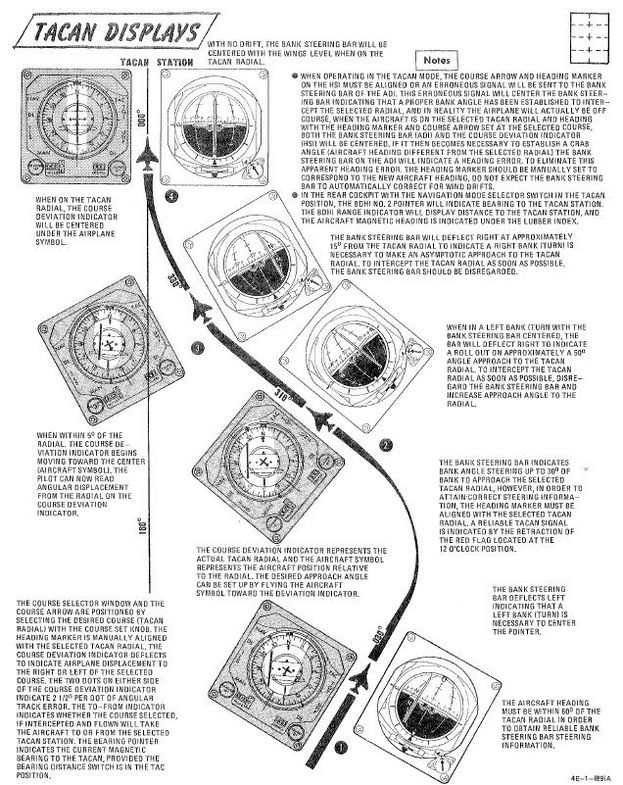 TACAN DISPLAYS
TACAN STATION
WITH NO DRIFT, THE BANK STEERING BAR WILL BE
CENTERED WITH THE WINGS LEVEL WHEN ON THE
TACAN RADIAL.
Notes
● WHEN OPERATING IN THE TACAN MODE, THE COURSE ARROW AND HEADING MARKER
ON THE HSI MUST BE ALIGNED OR AN ERRONEOUS SIGNAL WILL BE SENT TO THE BANK
STEERING BAR OF THE ADI. THIS ERRONEOUS SIGNAL WILL CENTER THE BANK STEER-
ING BAR INDICATING THAT A PROPER BANK ANGLE HAS BEEN ESTABLISHED TO INTER-
CEPT THE SELECTED RADIAL, AND IN REALITY THE AIRPLANE WILL ACTUALLY BE OFF
COURSE, WHEN THE AIRCRAFT IS ON THE SELECTED RADIAL AND HEADING
WITH THE HEADING MARKER AND COURSE ARROW SET AT THE SELECTED COURSE,
BOTH THE BANK STEERING BAR (ADI) AND THE COURSE DEVIATION INDICATOR
(HSI) WILL BE CENTERED. IF IT THEN BECOMES NECESSARY TO ESTABLISH A CRAB
ANGLE (AIRCRAFT HEADING DIFFERENT FROM THE SELECTED RADIAL) THE BANK
STEERING BAR ON THE ADI WILL INDICATE A HEADING ERROR. TO ELIMINATE THIS
APPARENT HEADING ERROR, THE HEADING MARKER SHOULD BE MANUALLY SET TO
CORRESPOND TO THE NEW AIRCRAFT HEADING, DO NOT EXPECT THE BANK STEERING
BAR TO AUTOMATICALLY CORRECT FOR WIND DRIFTS.
● IN THE REAR COCKPIT WITH THE NAVIGATION MODE SELECTOR SWITCH IN THE TACAN
POSITION, THE BDHI NO. 2 POINTER WILL INDICATE BEARING TO THE TACAN STATION.
THE BDHI RANGE INDICATOR WILL DISPLAY DISTANCE TO THE TACAN STATION, AND
THE AIRCRAFT MAGNETIC HEADING IS INDICATED UNDER THE LUBBER INDEX.
000°
4
WHEN ON THE TACAN
RADIAL, THE COURSE
DEVIATION INDICATOR
WILL BE CENTERED
UNDER THE AIRPLANE
SYMBOL.
THE BANK STEERING BAR WILL DEFLECT RIGHT AT APPROXIMATELY
15° FROM THE TACAN RADIAL TO INDICATE A RIGHT BANK (TURN) IS
NECESSARY TO MAKE AN ASYMPTOTIC APPROACH TO THE TACAN
RADIAL. TO INTERCEPT THE TACAN RADIAL AS SOON AS POSSIBLE,
THE BANK STEERING BAR SHOULD BE DISREGARDED.
3
WHEN IN A LEFT BANK (TURN WITH THE
BANK STEERING BAR CENTERED, THE
BAR WILL DEFLECT RIGHT TO INDICATE
A ROLL OUT ON APPROXIMATELY A 50°
ANGLE APPROACH TO THE TACAN
RADIAL. TO INTERCEPT THE TACAN
RADIAL AS SOON AS POSSIBLE, DISRE-
GARD THE BANK STEERING BAR AND
INCREASE APPROACH ANGLE TO THE
RADIAL.
310°
2
WHEN WITHIN 5° OF THE
RADIAL. THE COURSE DE-
VIATION INDICATOR BEGINS
MOVING TOWARD THE CENTER
(AIRCRAFT SYMBOL). THE
PILOT CAN NOW READ
ANGULAR DISPLACEMENT
FROM THE RADIAL ON THE
COURSE DEVIATION
INDICATOR.
180°
THE BANK STEERING BAR INDICATES
BANK ANGLE STEERING UP TO 30° OF
BANK TO APPROACH THE SELECTED
TACAN RADIAL, HOWEVER, IN ORDER TO
ATTAIN CORRECT STEERING INFORMA-
TION, THE HEADING MARKER MUST BE
ALIGNED WITH THE SELECTED TACAN
RADIAL. A RELIABLE TACAN SIGNAL
IS INDICATED BY THE RETRACTION OF
THE RED FLAG LOCATED AT THE
12 O'CLOCK POSITION.
THE COURSE DEVIATION INDICATOR REPRESENTS THE
ACTUAL TACAN RADIAL AND THE AIRCRAFT SYMBOL
REPRESENTS THE AIRCRAFT POSITION RELATIVE
TO THE RADIAL. THE DESIRED APPROACH ANGLE
CAN BE SET UP BY FLYING THE AIRCRAFT
SYMBOL TOWARD THE DEVIATION INDICATOR.
THE BANK STEERING
BAR DEFLECTS LEFT
INDICATING THAT A
LEFT BANK (TURN) IS
NECESSARY TO CENTER
THE POINTER.
THE COURSE SELECTOR WINDOW AND THE
COURSE ARROW ARE POSITIONED BY
SELECTING THE DESIRED COURSE (TACAN
RADIAL) WITH THE COURSE SET KNOB. THE
HEADING MARKER IS MANUALLY ALIGNED
WITH THE SELECTED TACAN RADIAL. THE
COURSE DEVIATION INDICATOR DEFLECTS
TO INDICATE AIRPLANE DISPLACEMENT TO
THE RIGHT OR LEFT OF THE SELECTED
COURSE. THE TWO DOTS ON EITHER SIDE
OF THE COURSE DEVIATION INDICATOR
INDICATE 2 1/2° PER DOT OF ANGULAR
TRACK ERROR. THE TO-FROM INDICATOR
INDICATES WHETHER THE COURSE SELECTED,
IF INTERCEPTED AND FLOWN WILL TAKE
THE AIRCRAFT TO OR FROM THE SELECTED
TACAN STATION. THE BEARING POINTER
INDICATES THE CURRENT MAGNETIC
BEARING TO THE TACAN, PROVIDED THE
BEARING DISTANCE SWITCH IS IN THE TAC
POSITION.
1
THE AIRCRAFT HEADING
MUST BE WITHIN 60° OF THE
TACAN RADIAL IN ORDER
TO OBTAIN RELIABLE BANK
STEERING BAR STEERING
INFORMATION.
4E-1-189A